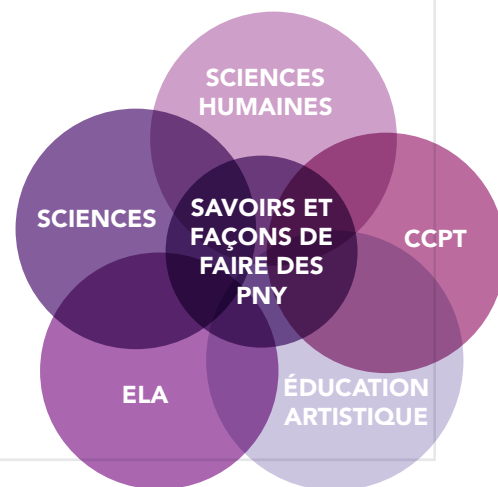 SCIENCES
HUMAINES
SCIENCES
SAVOIRS ET
FAÇONS DE
FAIRE DES
PNY
CCPT
ELA
ÉDUCATION
ARTISTIQUE